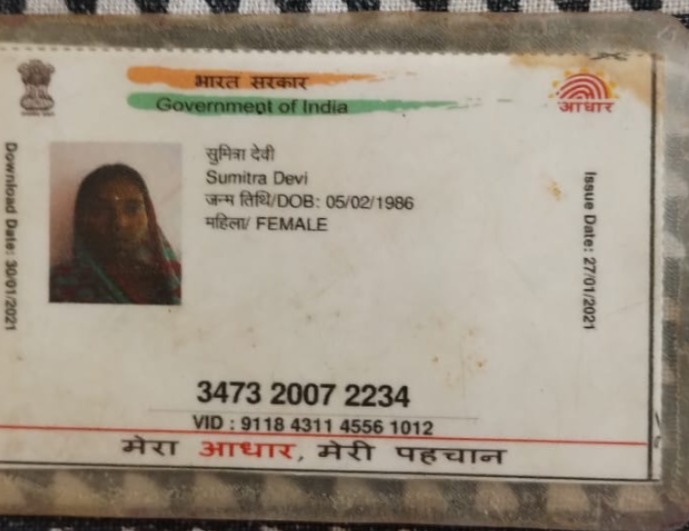 भारत सरकार
Government of India
आधार
सुमित्रा देवी
Sumitra Devi
जन्म तिथि/DOB: 05/02/1986
महिला/ FEMALE
Download Date: 30/01/2021
Issue Date: 27/01/2021
3473 2007 2234
VID : 9118 4311 4556 1012
मेरा आधार, मेरी पहचान